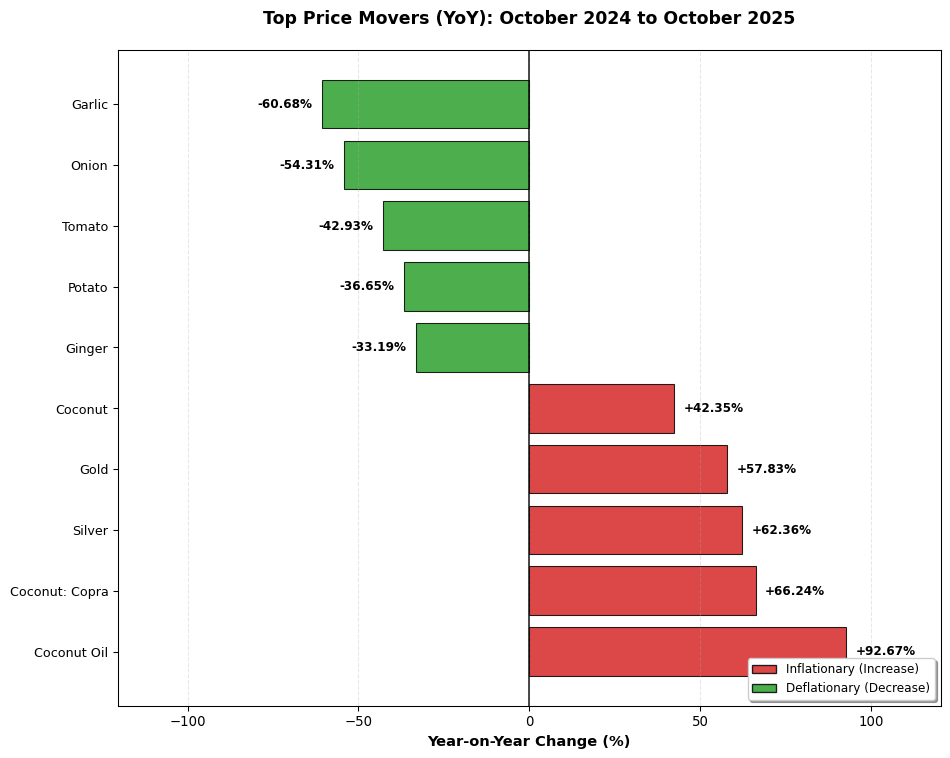 Top Price Movers (YoY): October 2024 to October 2025
Garlic
-60.68%
Onion
-54.31%
Tomato
-42.93%
Potato
-36.65%
Ginger
-33.19%
Coconut
+42.35%
Gold
+57.83%
Silver
+62.36%
Coconut: Copra
+66.24%
Coconut Oil
+92.67%
Inflationary (Increase)
Deflationary (Decrease)
−100
−50
0
50
100
Year-on-Year Change (%)